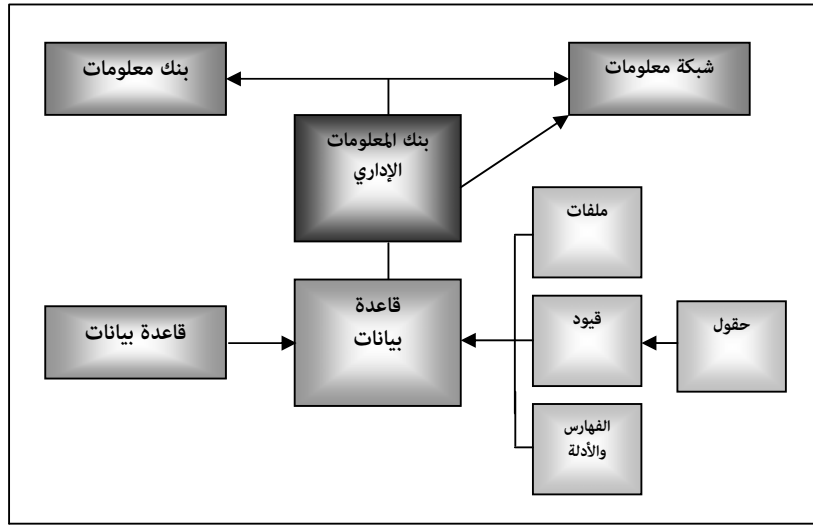 شبكة معلومات
بنك معلومات
بنك المعلومات
الإداري
ملفات
قاعدة
بيانات
قيود
حقول
قاعدة بيانات
الفهارس
والأدلة